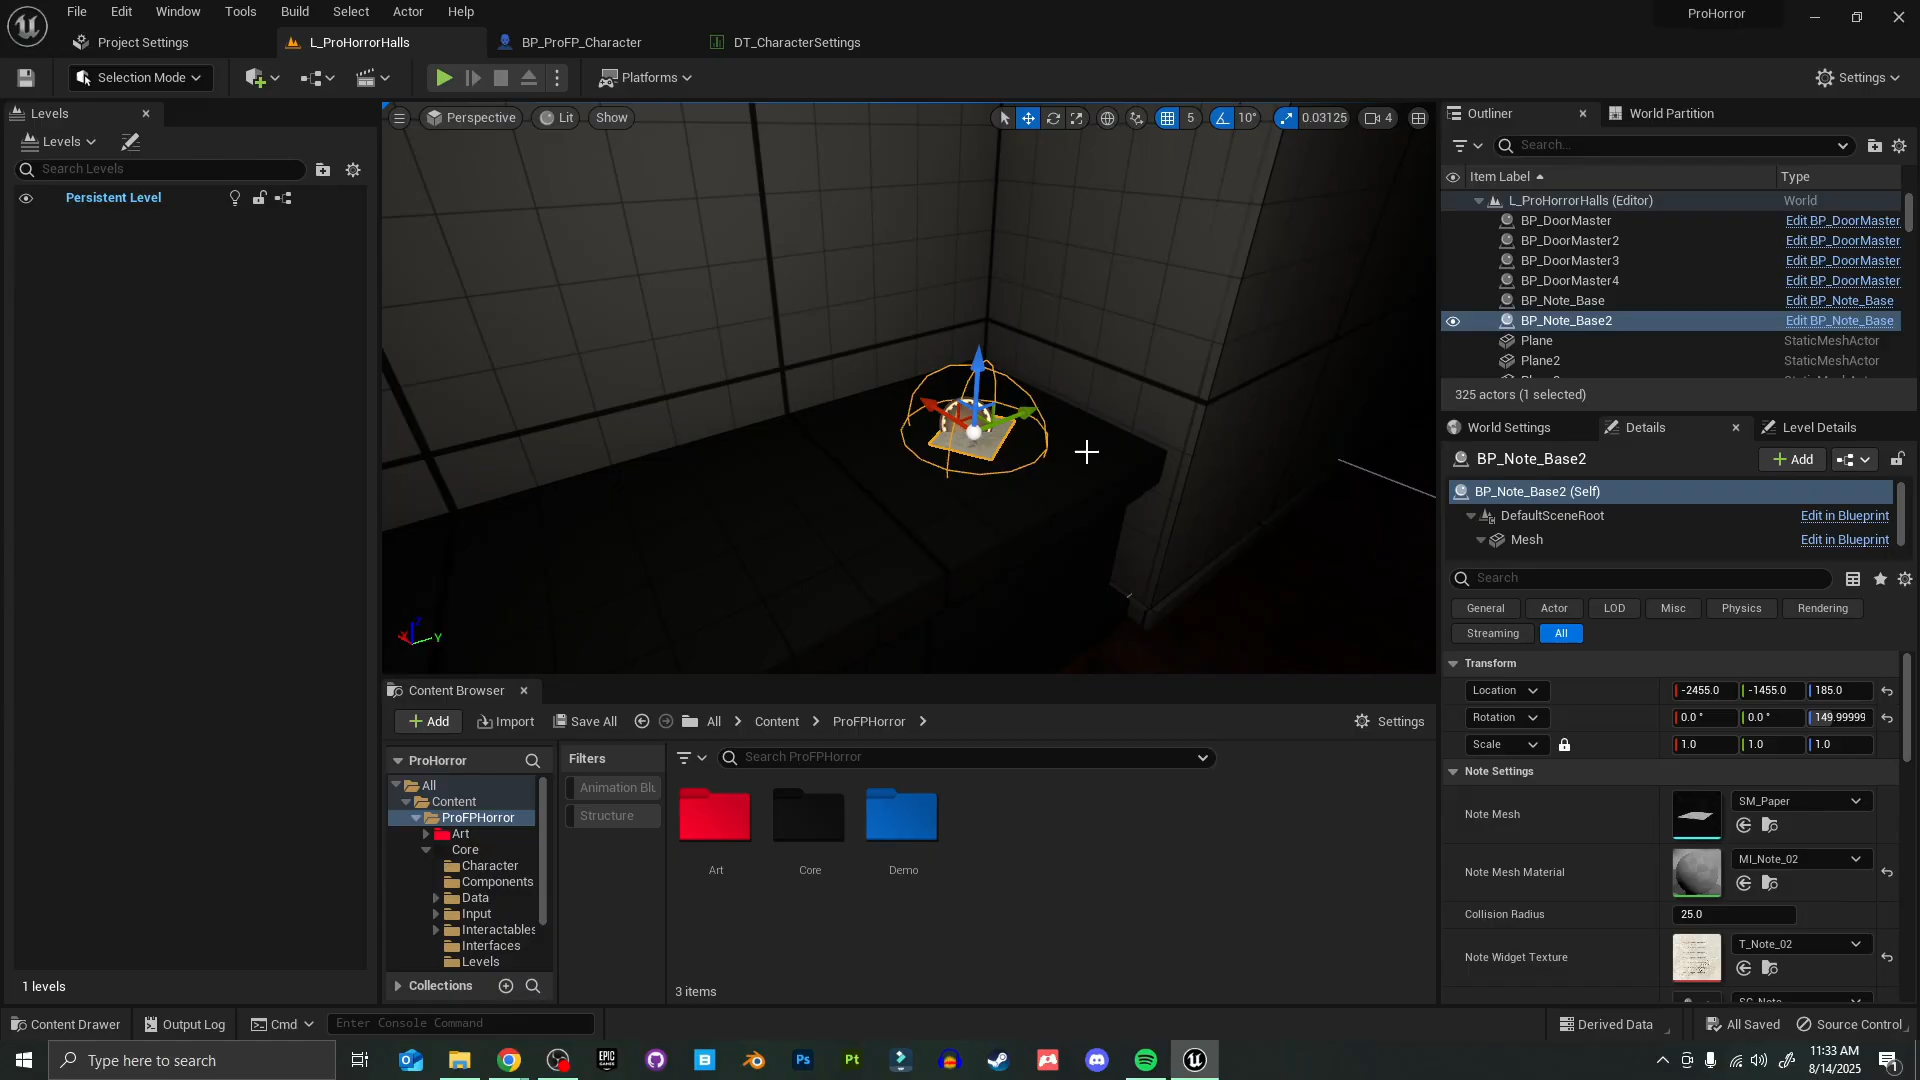 File Edit Window Tools Build Select Actor Help
ProHorror
Project Settings
L_ProHorrorHalls
BP_ProFP_Character
DT_CharacterSettings
Selection Mode
Platforms
Settings
Levels
Levels
Search Levels
Persistent Level
1 levels
Perspective
Lit
Show
5
10°
0.03125
4
Outliner
World Partition
Search...
Item Label
Type
L_ProHorrorHalls (Editor) World
BP_DoorMaster Edit BP_DoorMaster
BP_DoorMaster2 Edit BP_DoorMaster
BP_DoorMaster3 Edit BP_DoorMaster
BP_DoorMaster4 Edit BP_DoorMaster
BP_Note_Base Edit BP_Note_Base
BP_Note_Base2 Edit BP_Note_Base
Plane StaticMeshActor
Plane2 StaticMeshActor
325 actors (1 selected)
World Settings
Details
Level Details
BP_Note_Base2
Add
BP_Note_Base2 (Self)
DefaultSceneRoot Edit in Blueprint
Mesh Edit in Blueprint
Search
General Actor LOD Misc Physics Rendering
Streaming All
Transform
Location -2455.0 -1455.0 185.0
Rotation 0.0 ° 0.0 ° 149.99999
Scale 1.0 1.0 1.0
Note Settings
Note Mesh SM_Paper
Note Mesh Material MI_Note_02
Collision Radius 25.0
Note Widget Texture T_Note_02
X
Y
Z
Content Browser
Add
Import
Save All
All
Content
ProFPHorror
Settings
ProHorror
All
Content
ProFPHorror
Art
Core
Character
Components
Data
Input
Interactables
Interfaces
Levels
Collections
Filters
Animation Blu
Structure
Search ProFPHorror
Art
Core
Demo
3 items
Content Drawer
Output Log
Cmd
Enter Console Command
Derived Data
All Saved
Source Control
Type here to search
EPIC GAMES
Ps
Pt
11:33 AM
8/14/2025
1